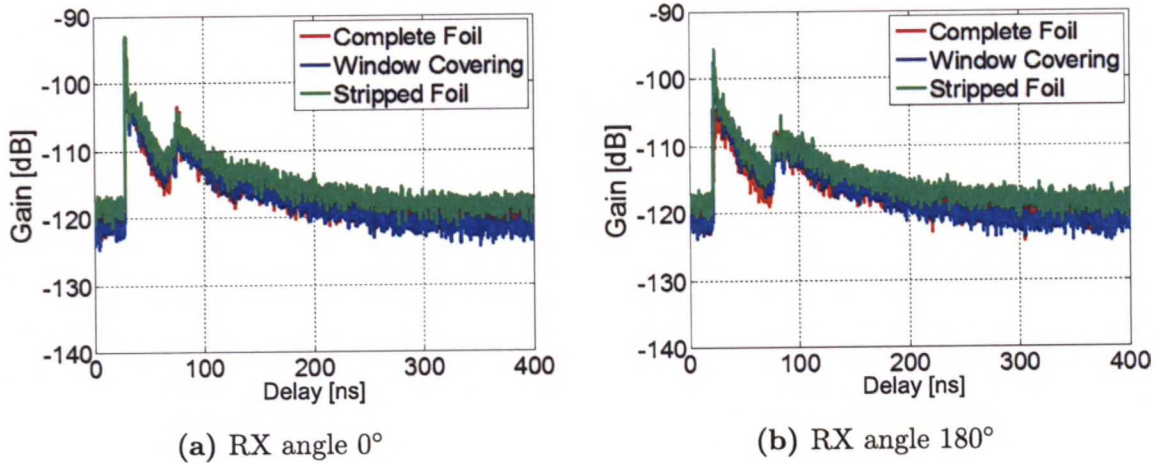 -90
-100
-110
-120
-130
-140
Gain [dB]
0
100
200
300
400
Delay [ns]
Complete Foil
Window Covering
Stripped Foil
(a) RX angle 0°
-90
-100
-110
-120
-130
-140
Gain [dB]
0
100
200
300
400
Delay [ns]
Complete Foil
Window Covering
Stripped Foil
(b) RX angle 180°